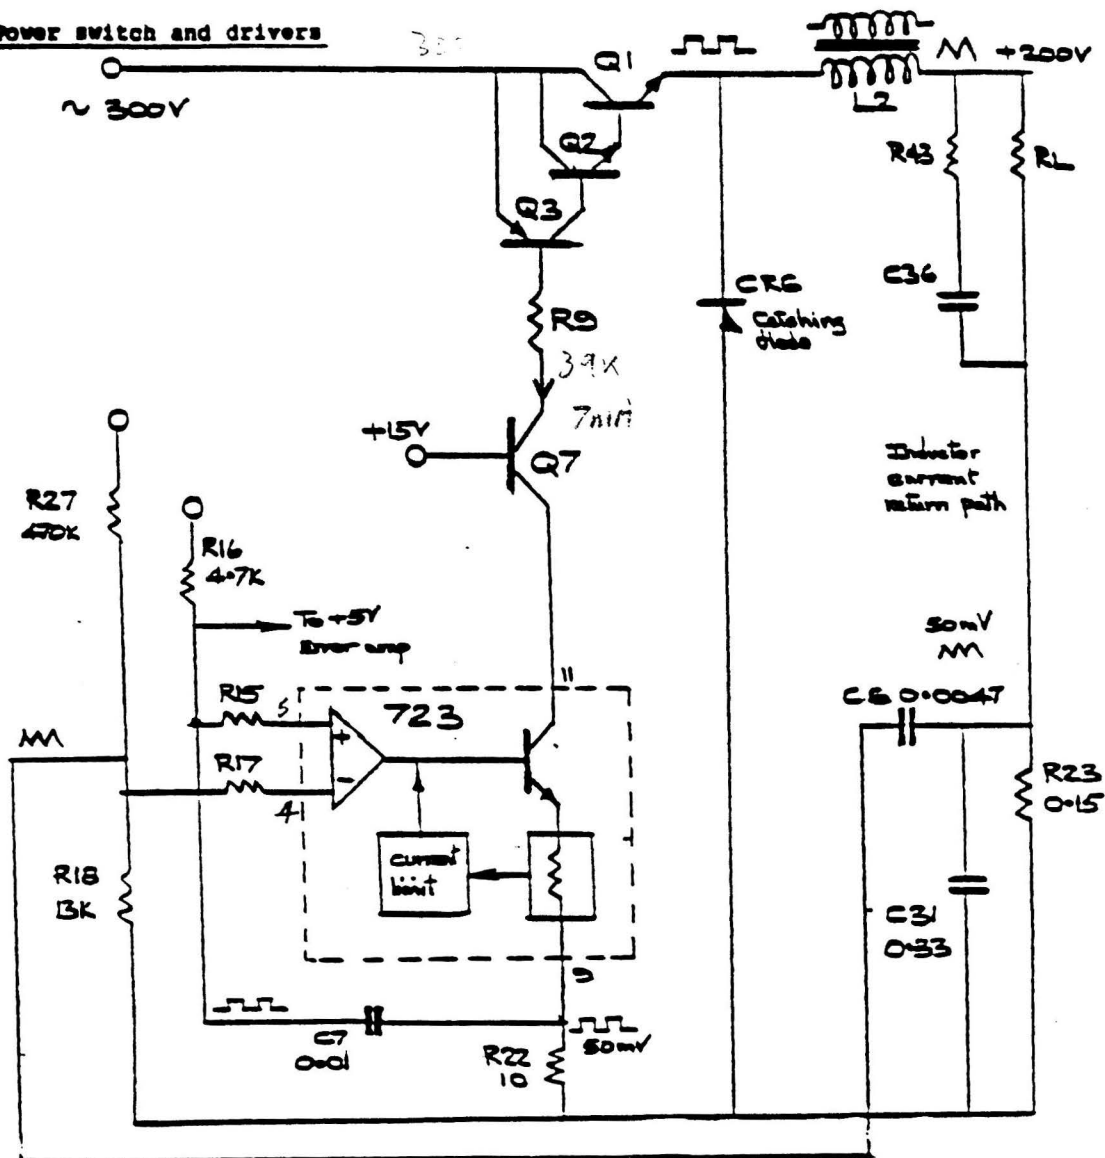 Power switch and drivers
Q1
+200V
~ 300V
L2
Q2
R43
RL
Q3
C36
CR6
Catching
diode
R9
39K
7mA
+15V
Q7
Inductor
current
return path
R27
470K
R16
4.7K
To +5V
Error amp
50mV
11
R15
5
723
C8 0.0047
+
R17
-
4
R23
0.15
current
limit
R18
13K
C31
0.33
9
C7
0.01
50mV
R22
10